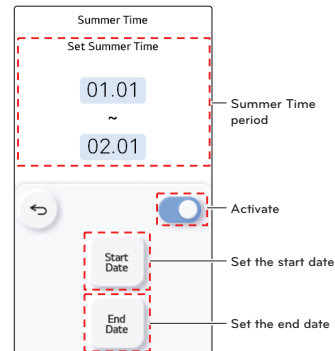 Summer Time
Set Summer Time
01.01
~
02.01
Summer Time
period
Activate
Start
Date
Set the start date
End
Date
Set the end date